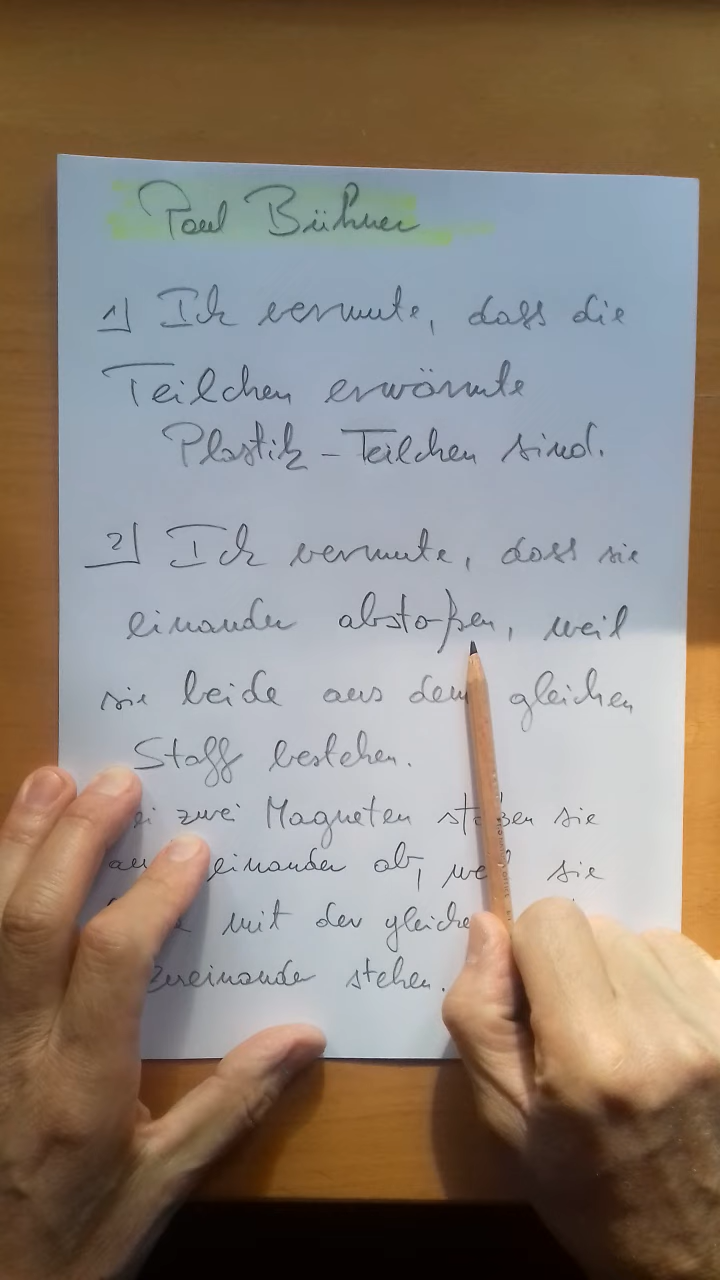 Paul Bühner
1) Ich vermute, dass die
Teilchen erwärmte
Plastik-Teilchen sind.
2) Ich vermute, dass sie
einander abstoßen, weil
sie beide aus dem gleichen
Stoff bestehen.
zwei Magneten stoßen sie
einander ab, weil sie
mit der
zueinander stehen.